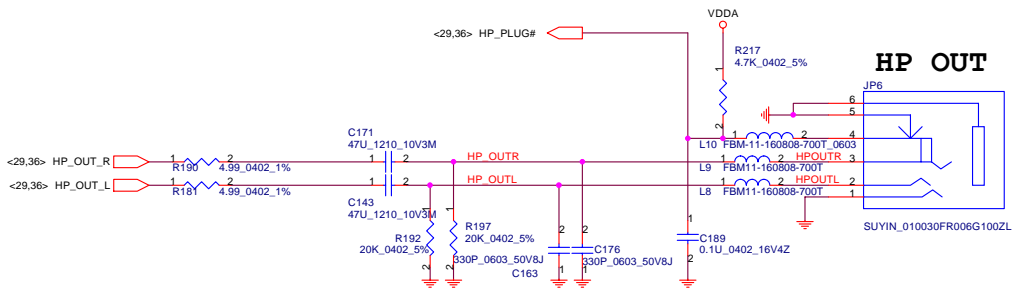 VDDA
<29,36> HP_PLUG#
R217
4.7K_0402_5%
1
2
HP OUT
JP6
6
5
4
3
2
1
L10 FBM-11-160808-700T_0603
1
2
C171
47U_1210_10V3M
1
2
HP_OUTR
<29,36> HP_OUT_R
1
2
R190 4.99_0402_1%
L9 FBM11-160808-700T
1
2
HPOUTR
<29,36> HP_OUT_L
1
2
R181 4.99_0402_1%
1
2
HP_OUTL
L8 FBM11-160808-700T
1
2
HPOUTL
C143
47U_1210_10V3M
SUYIN_010030FR006G100ZL
R192
20K_0402_5%
1
2
R197
20K_0402_5%
1
2
330P_0603_50V8J
C163
2
1
C176
330P_0603_50V8J
2
1
C189
0.1U_0402_16V4Z
1
2